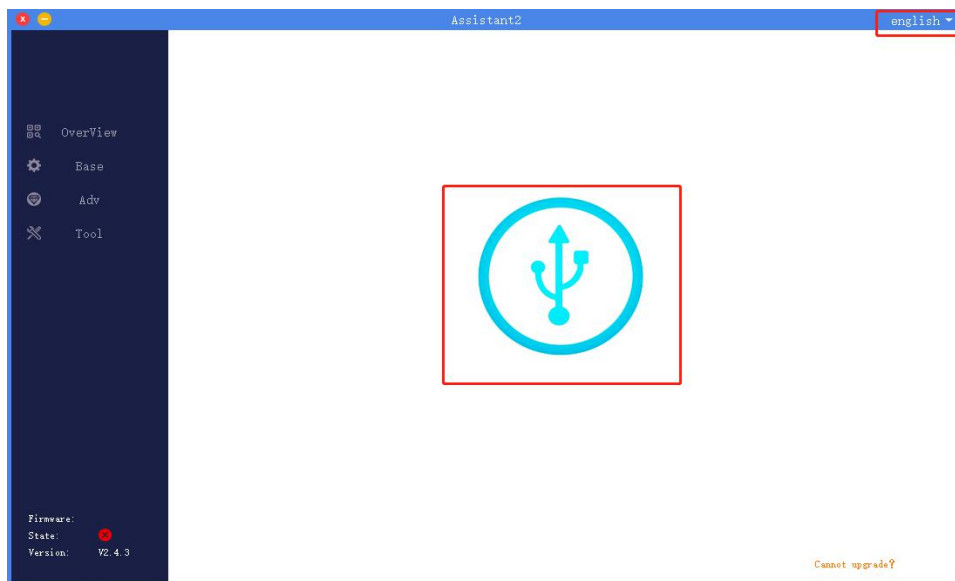 Assistant2
english
OverView
Base
Adv
Tool
Firmware:
State:
Version: V2.4.3
Cannot upgrade?